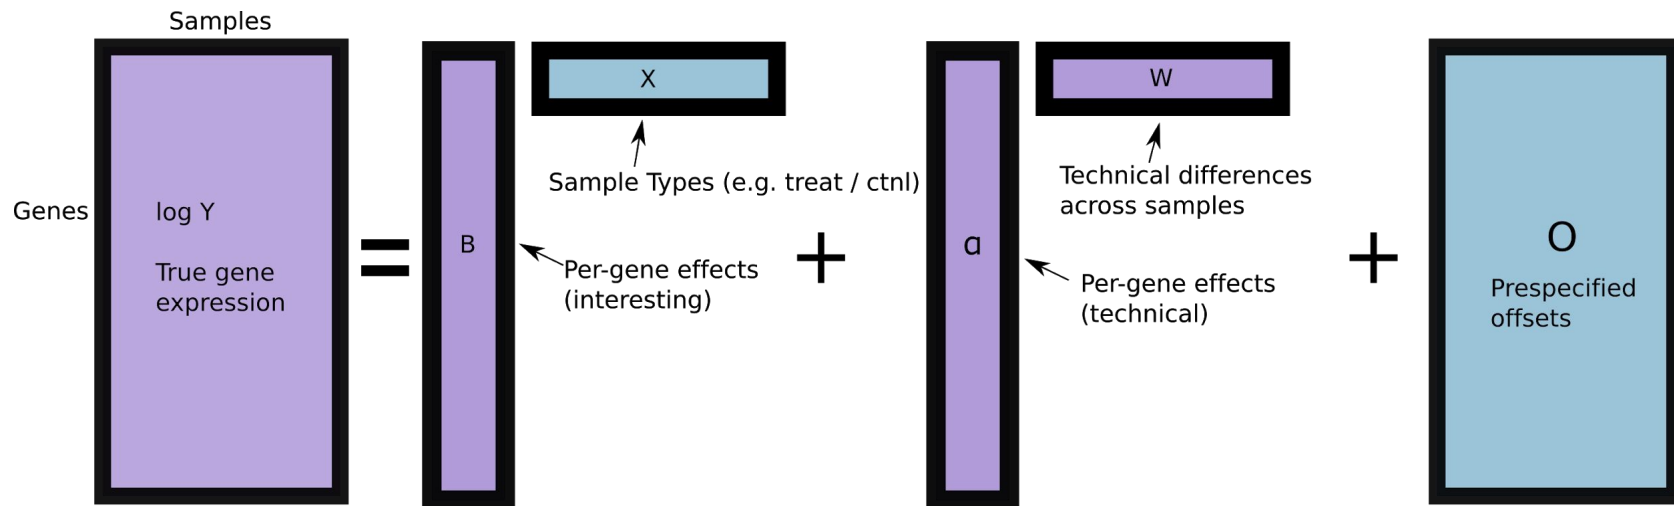 Samples
Genes
log Y
True gene
expression
=
B
X
Sample Types (e.g. treat / ctnl)
Per-gene effects
(interesting)
+
α
W
Technical differences
across samples
Per-gene effects
(technical)
+
O
Prespecified
offsets